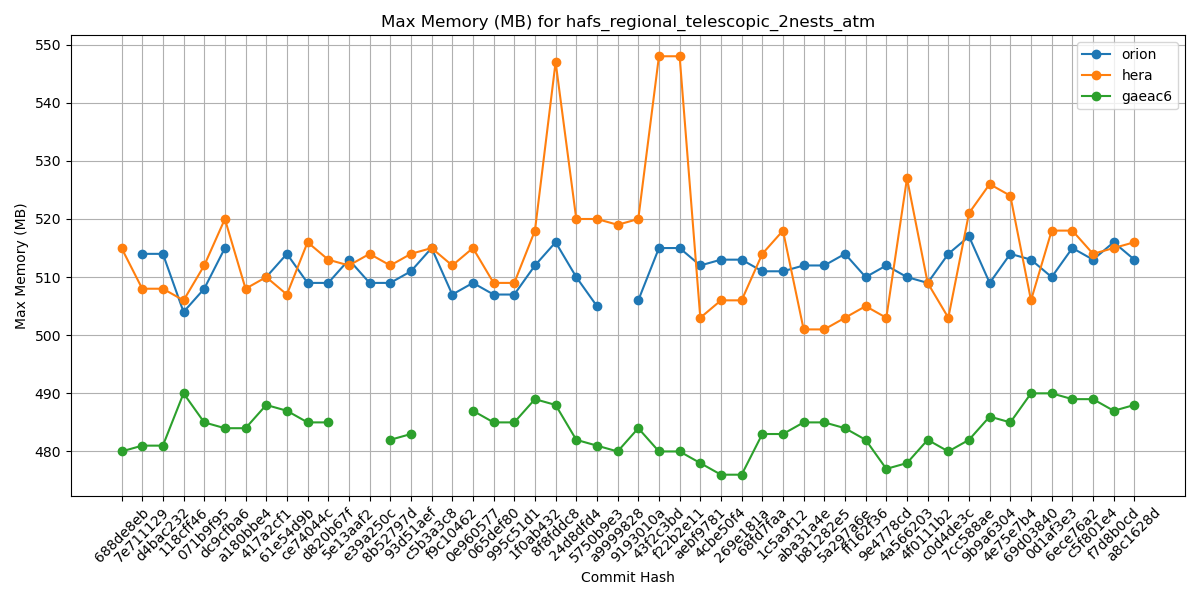 Max Memory (MB) for hafs_regional_telescopic_2nests_atm
Max Memory (MB)
550
540
530
520
510
500
490
480
orion
hera
gaeac6
688de8eb
7e711129
d4bac232
118cff46
071b9f95
dc9cfba6
a180bbe4
417a2cf1
61e54d9b
ce74044c
d820b67f
5e13aaf2
e39a250c
8b52797d
93d51aef
c5b3a3c8
f9c10462
0e960577
065def80
995c51d1
1f0ab432
8f8fdfc8
24d8dfd4
5750b9e3
a9999828
9193010a
43f253bd
f22b2e11
aebf9781
4cbe50f4
269e181a
68fd7faa
1c5a9f12
aba31a4e
b81282e5
5a297a6e
ff162f36
9e4778cd
4a566203
4f0111b2
c0d4de3c
7cc588ae
9b9a6304
4e75e7b4
69d03840
0d1af3e3
6ece76a2
c5f801e4
f7d8b0cd
a8c1628d
Commit Hash